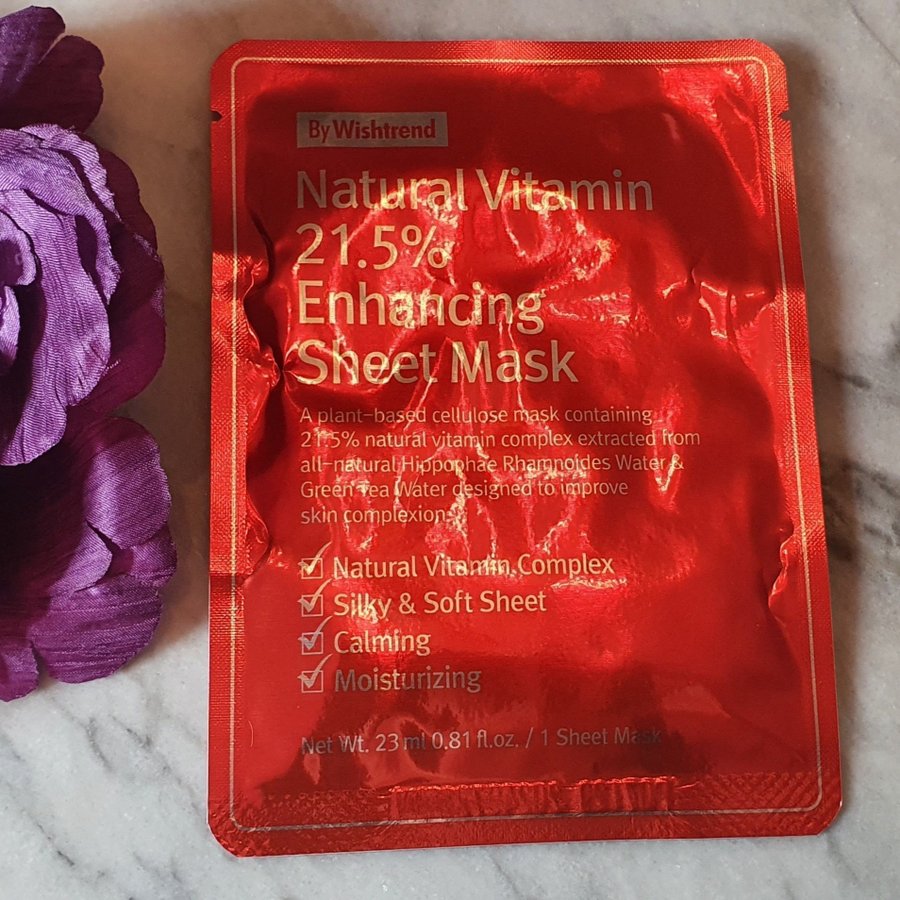 By Wishtrend
Natural Vitamin
21.5%
Enhancing
Sheet Mask
A plant-based cellulose mask containing
21.5% natural vitamin complex extracted from
all-natural Hippophae Rhamnoides Water &
Green Tea Water designed to improve
skin complexion.
Natural Vitamin Complex
Silky & Soft Sheet
Calming
Moisturizing
Net Wt. 23 ml 0.81 fl.oz. / 1 Sheet Mask